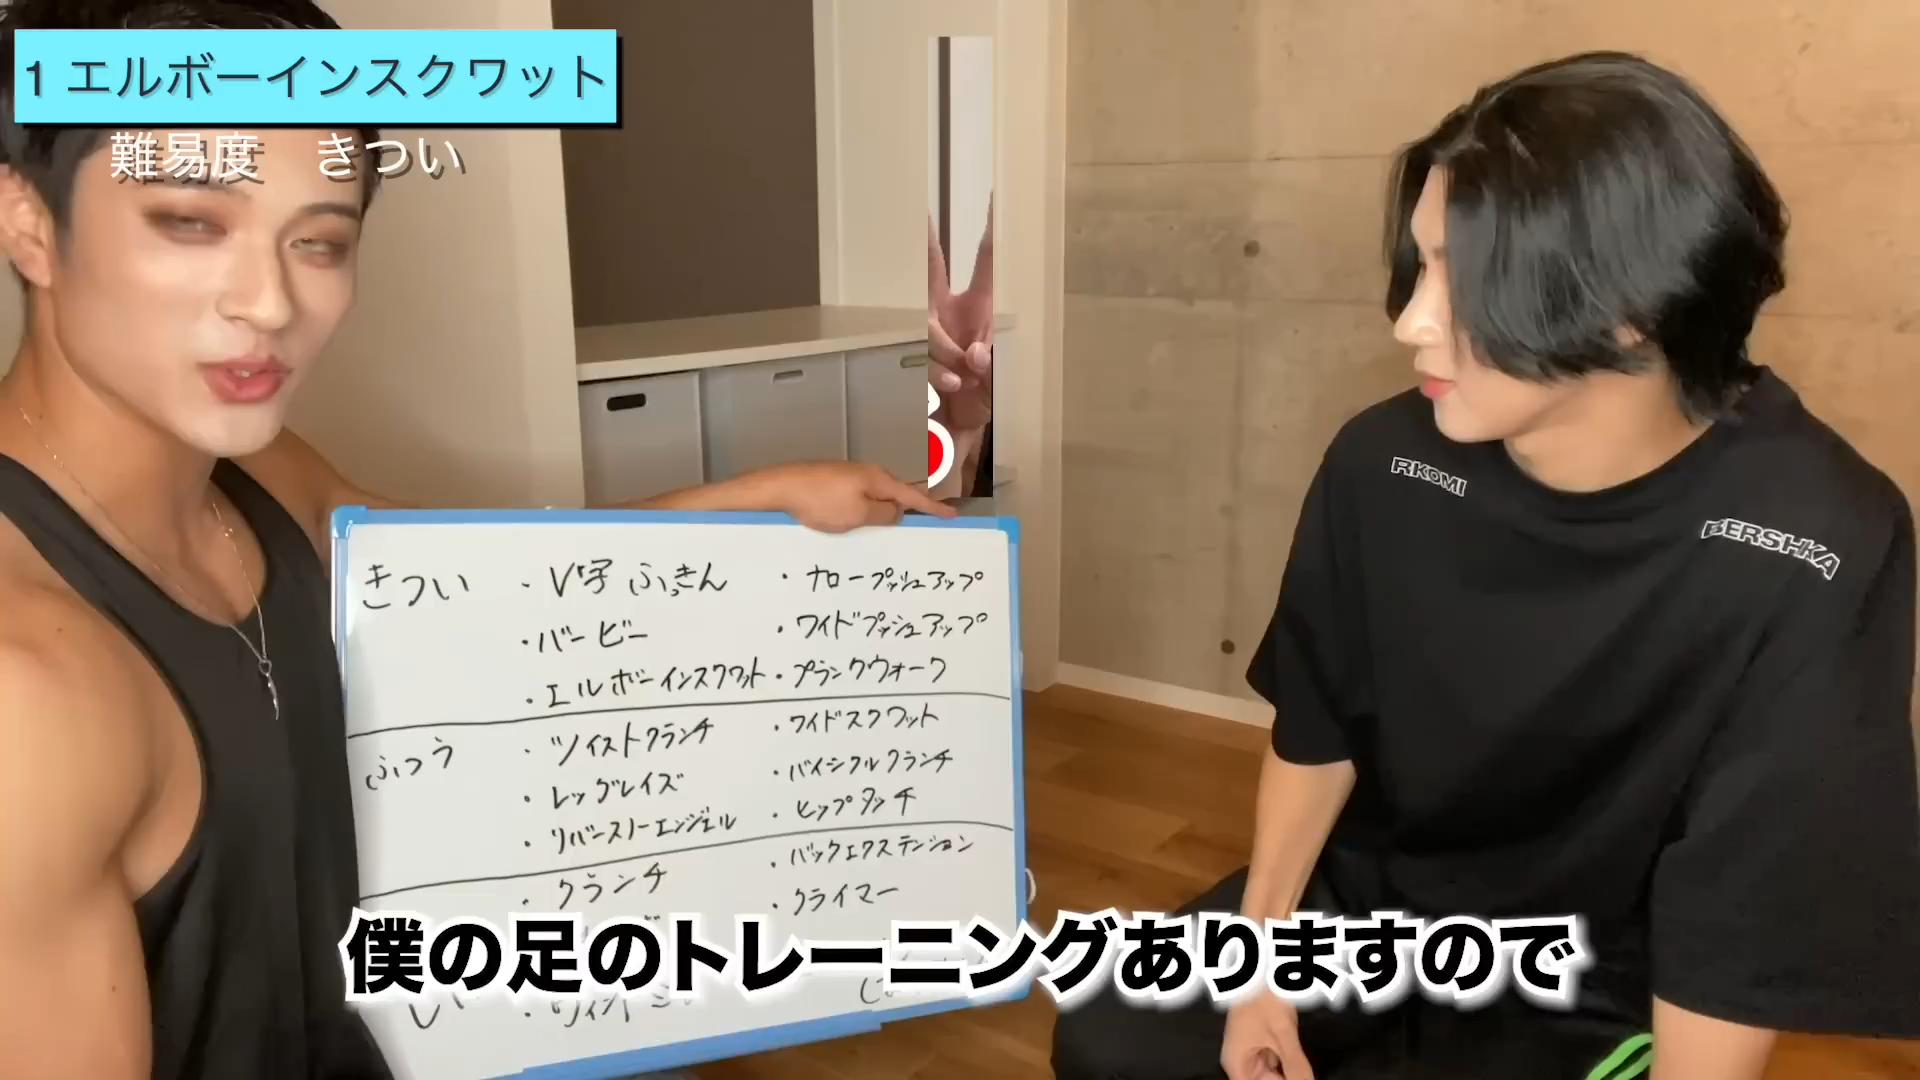 1 エルボーインスクワット
難易度 きつい
RKOMI
BERSHKA
きつい ・V字ふっきん ・ナロープッシュアップ
・バービー ・ワイドプッシュアップ
・エルボーインスクワット ・プランクウォーク
ふつう ・ツイストクランチ ・ワイドスクワット
・レッグレイズ ・バイシクルクランチ
・リバーススノーエンジェル ・ヒップタッチ
・クランチ ・バックエクステンション
・クライマー
僕の足のトレーニングありますので